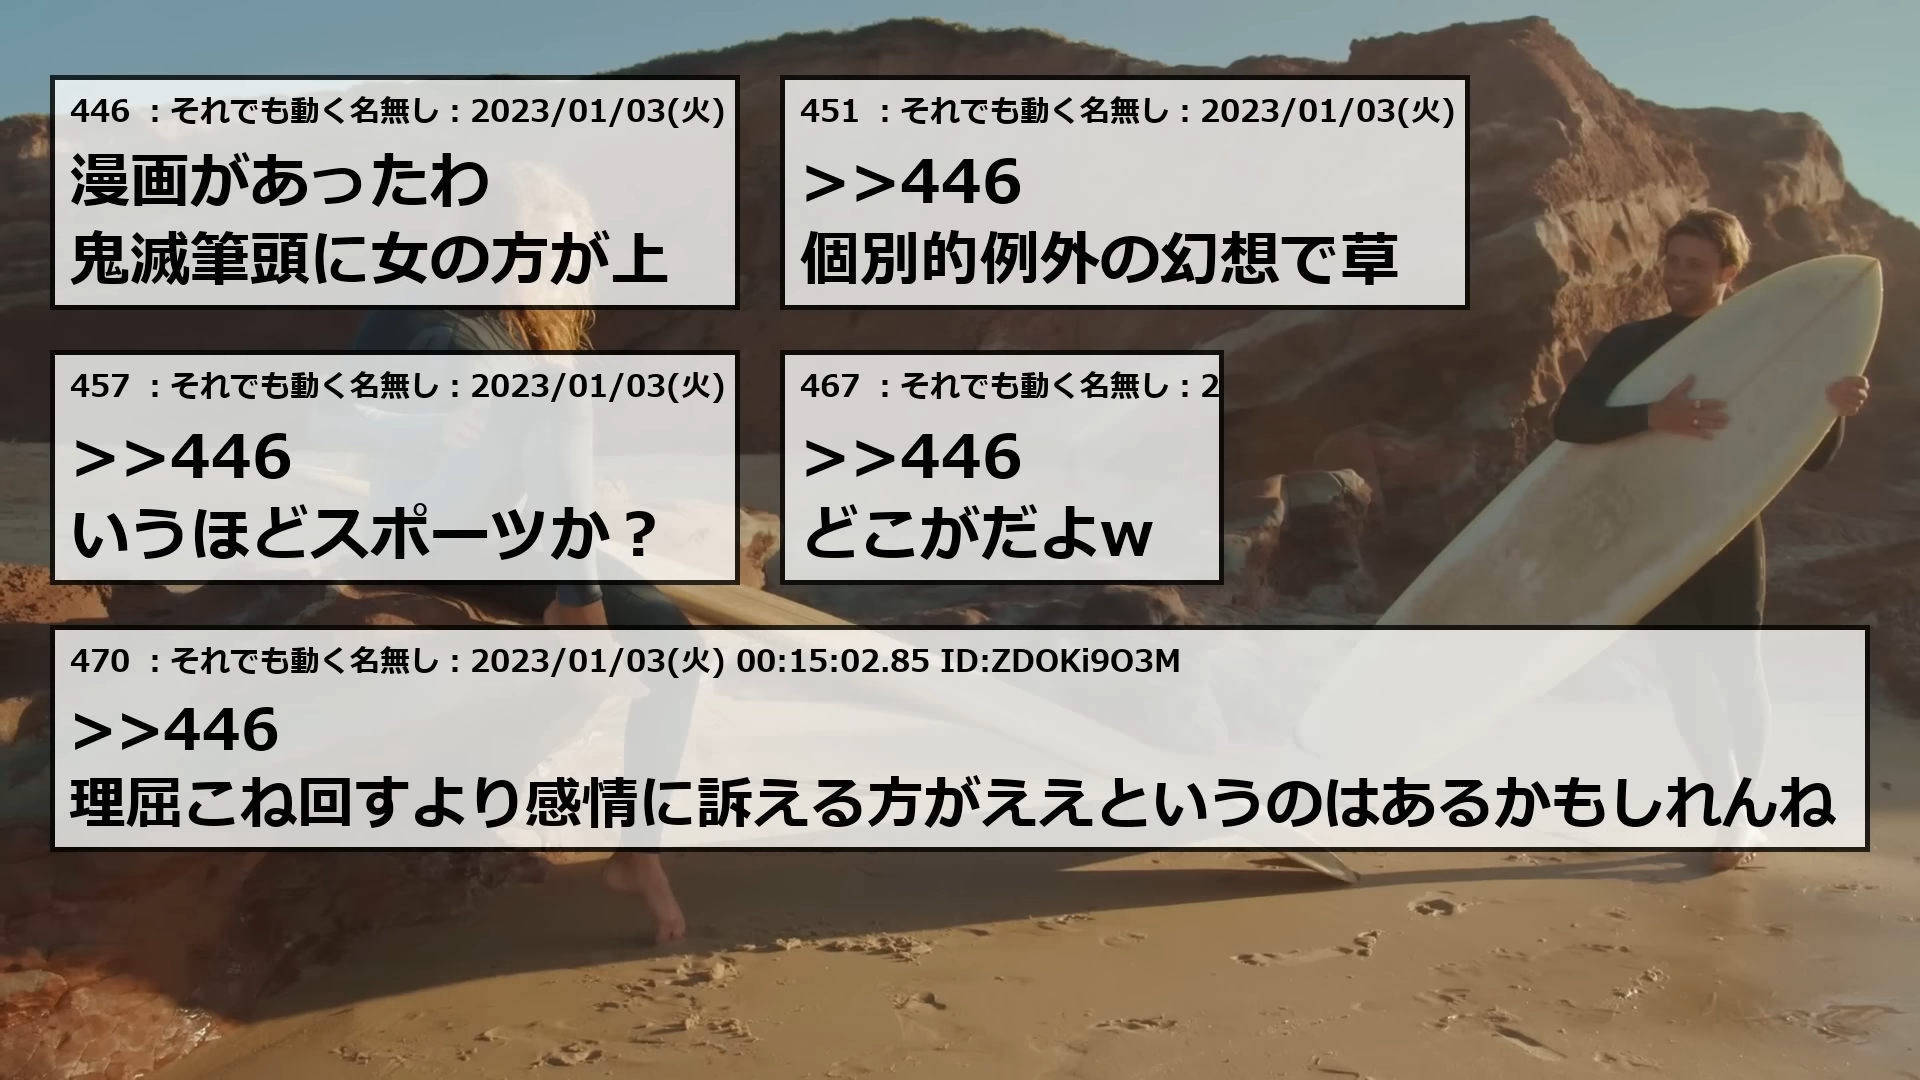 446 ：それでも動く名無し：2023/01/03(火)
漫画があったわ
鬼滅筆頭に女の方が上
451 ：それでも動く名無し：2023/01/03(火)
>>446
個別的例外の幻想で草
457 ：それでも動く名無し：2023/01/03(火)
>>446
いうほどスポーツか？
467 ：それでも動く名無し：2
>>446
どこがだよw
470 ：それでも動く名無し：2023/01/03(火) 00:15:02.85 ID:ZDOKi9O3M
>>446
理屈こね回すより感情に訴える方がええというのはあるかもしれんね